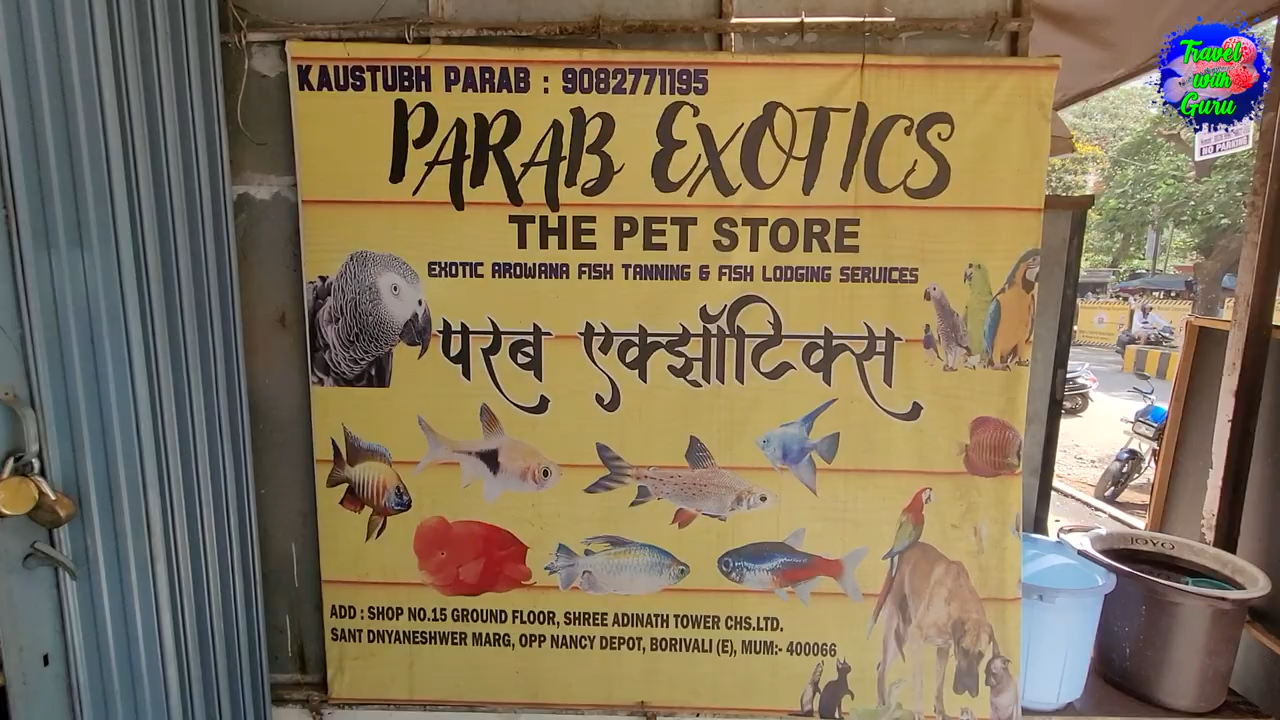 KAUSTUBH PARAB : 9082771195
PARAB EXOTICS
THE PET STORE
EXOTIC AROWANA FISH TANNING & FISH LODGING SERUICES
परब एक्झॉटिक्स
ADD : SHOP NO.15 GROUND FLOOR, SHREE ADINATH TOWER CHS.LTD.
SANT DNYANESHWER MARG, OPP NANCY DEPOT, BORIVALI (E), MUM:- 400066
Travel
With
Guru
NO PARKING
JOYO